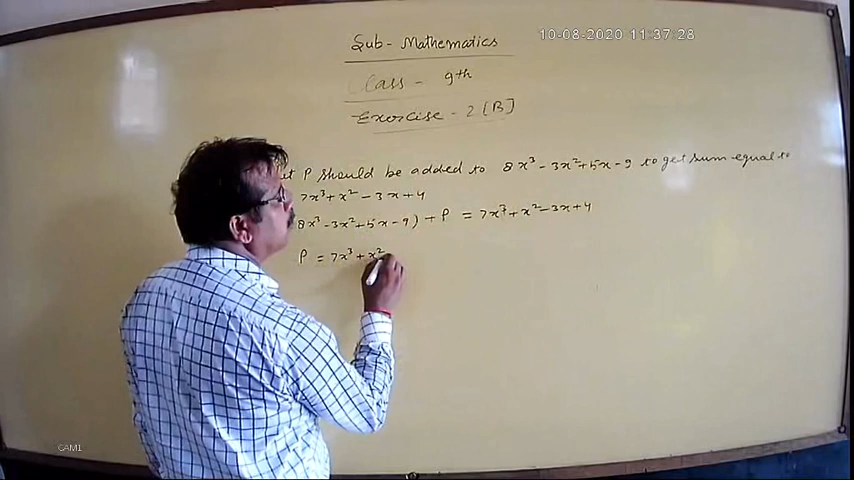 10-08-2020 11:37:28
Sub - Mathematics
Class - 9th
Exercise - 2 [B]
P should be added to 8x³ - 3x² + 5x - 9 to get sum equal to
7x³ + x² - 3x + 4
8x³ - 3x² + 5x - 9) + P = 7x³ + x² - 3x + 4
P = 7x³ + x²
CAM1